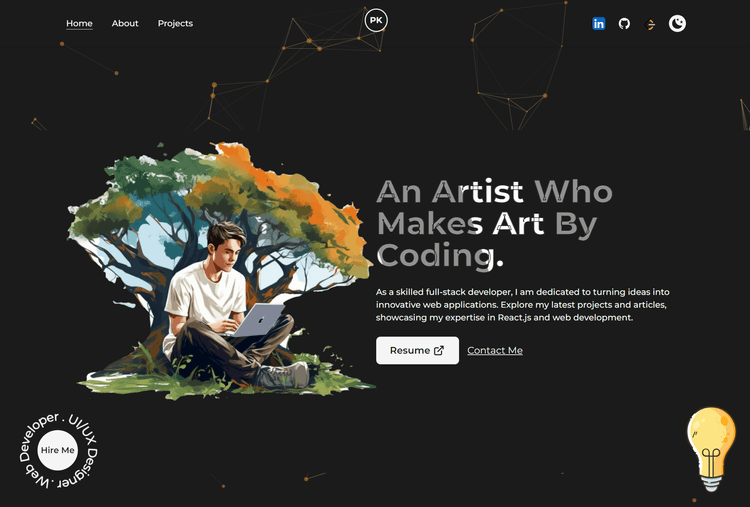 Home About Projects
PK
in
An Artist Who
Makes Art By
Coding.
As a skilled full-stack developer, I am dedicated to turning ideas into
innovative web applications. Explore my latest projects and articles,
showcasing my expertise in React.js and web development.
Resume
Contact Me
Web Developer . UI/UX Designer .
Hire Me